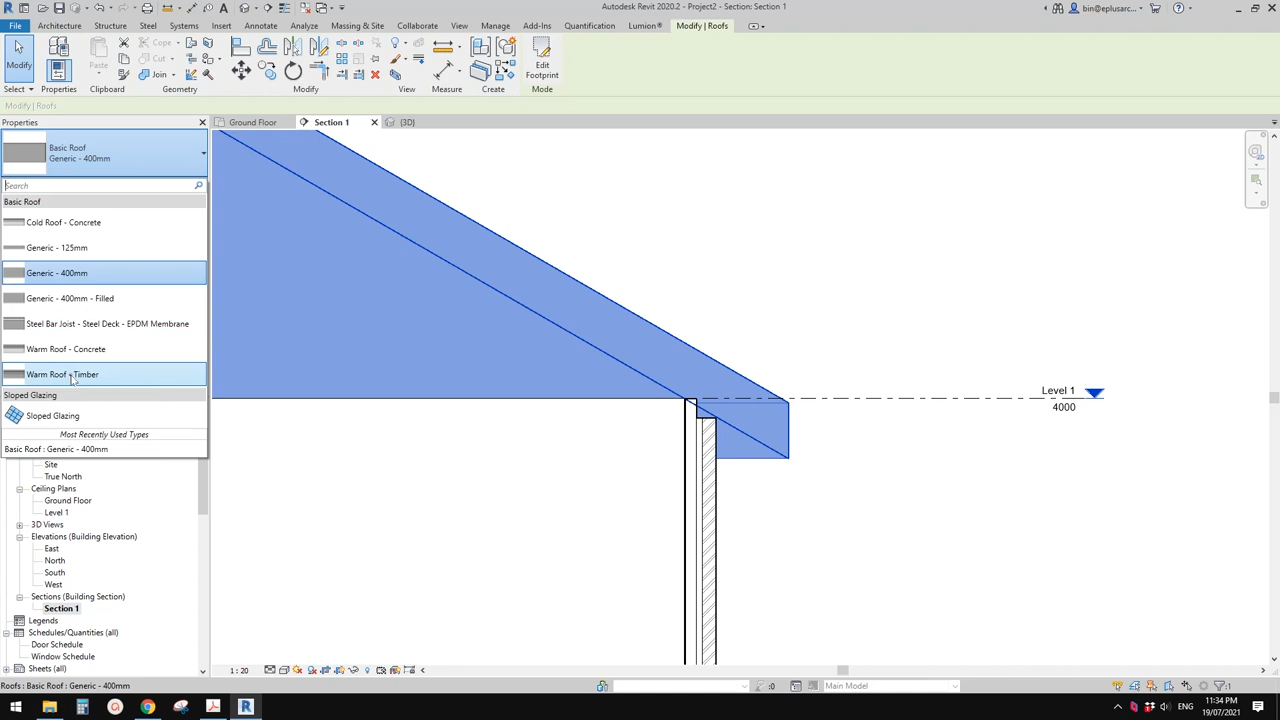 Autodesk Revit 2020.2 - Project2 - Section: Section 1
bin@eplusarc...
File Architecture Structure Steel Systems Insert Annotate Analyze Massing & Site Collaborate View Manage Add-Ins Quantification Lumion® Modify | Roofs
Modify
Paste
Cope
Cut
Join
Edit
Footprint
Select Properties Clipboard Geometry Modify View Measure Create Mode
Modify | Roofs
Properties
Ground Floor
Section 1
{3D}
Basic Roof
Generic - 400mm
Search
Basic Roof
Cold Roof - Concrete
Generic - 125mm
Generic - 400mm
Generic - 400mm - Filled
Steel Bar Joist - Steel Deck - EPDM Membrane
Warm Roof - Concrete
Warm Roof - Timber
Sloped Glazing
Sloped Glazing
Most Recently Used Types
Basic Roof : Generic - 400mm
Site
True North
Ceiling Plans
Ground Floor
Level 1
3D Views
Elevations (Building Elevation)
East
North
South
West
Sections (Building Section)
Section 1
Legends
Schedules/Quantities (all)
Door Schedule
Window Schedule
Sheets (all)
Level 1
4000
1 : 20
Roofs : Basic Roof : Generic - 400mm
:0
Main Model
:1
ENG
11:34 PM
19/07/2021